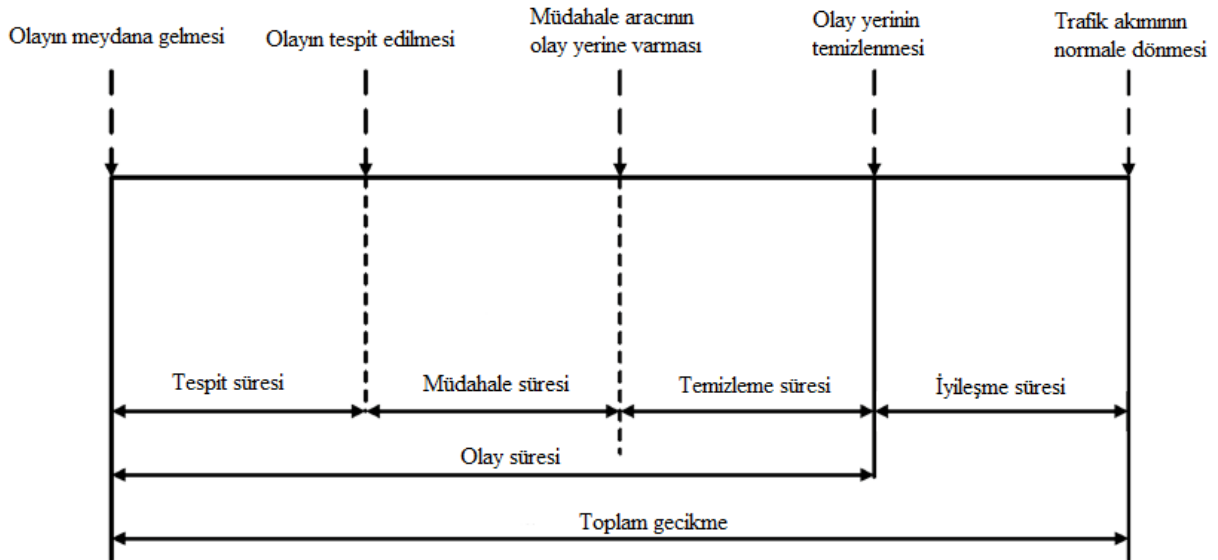 Olayın meydana gelmesi
Olayın tespit edilmesi
Müdahale aracının
olay yerine varması
Olay yerinin
temizlenmesi
Trafik akımının
normale dönmesi
Tespit süresi
Müdahale süresi
Temizleme süresi
İyileşme süresi
Olay süresi
Toplam gecikme